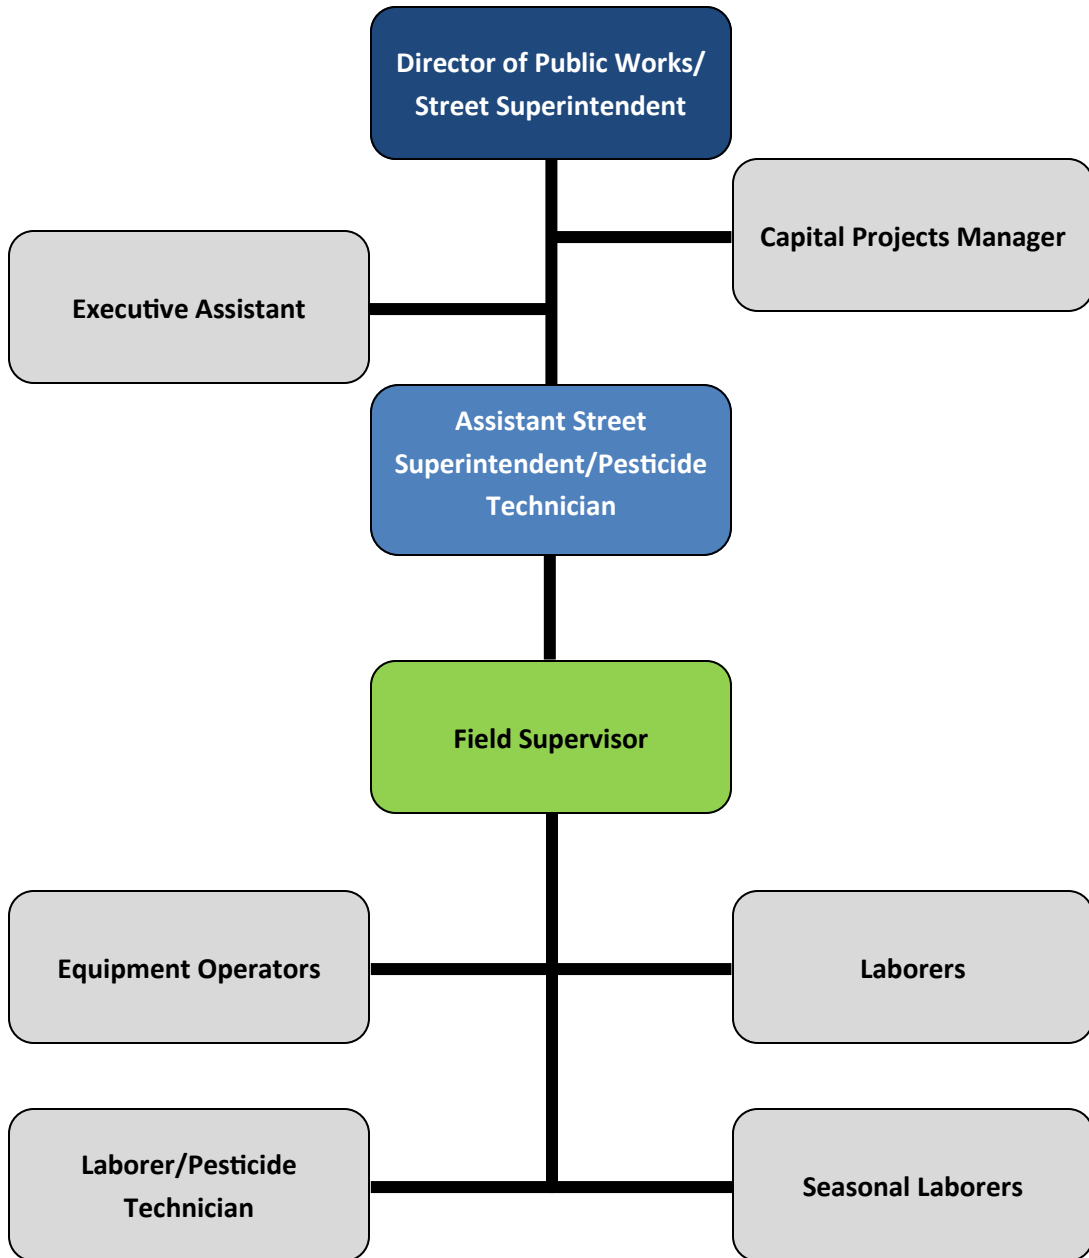 Director of Public Works/
Street Superintendent
Capital Projects Manager
Executive Assistant
Assistant Street
Superintendent/Pesticide
Technician
Field Supervisor
Equipment Operators
Laborers
Laborer/Pesticide
Technician
Seasonal Laborers